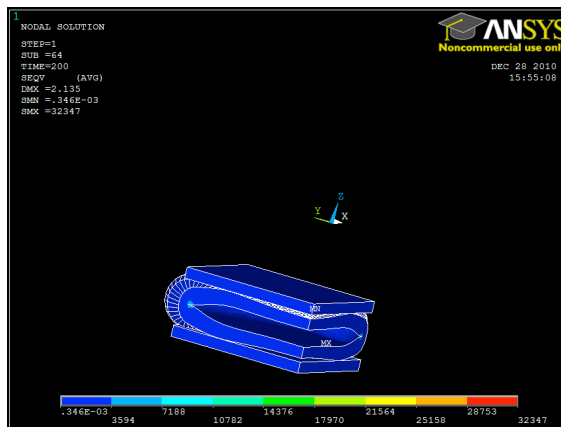 1
NODAL SOLUTION
STEP=1
SUB =64
TIME=200
SEQV (AVG)
DMX =2.135
SMN =.346E-03
SMX =32347
ANSYS
Noncommercial use only
DEC 28 2010
15:55:08
Z
Y
X
MN
MX
.346E-03 7188 14376 21564 28753
3594 10782 17970 25158 32347